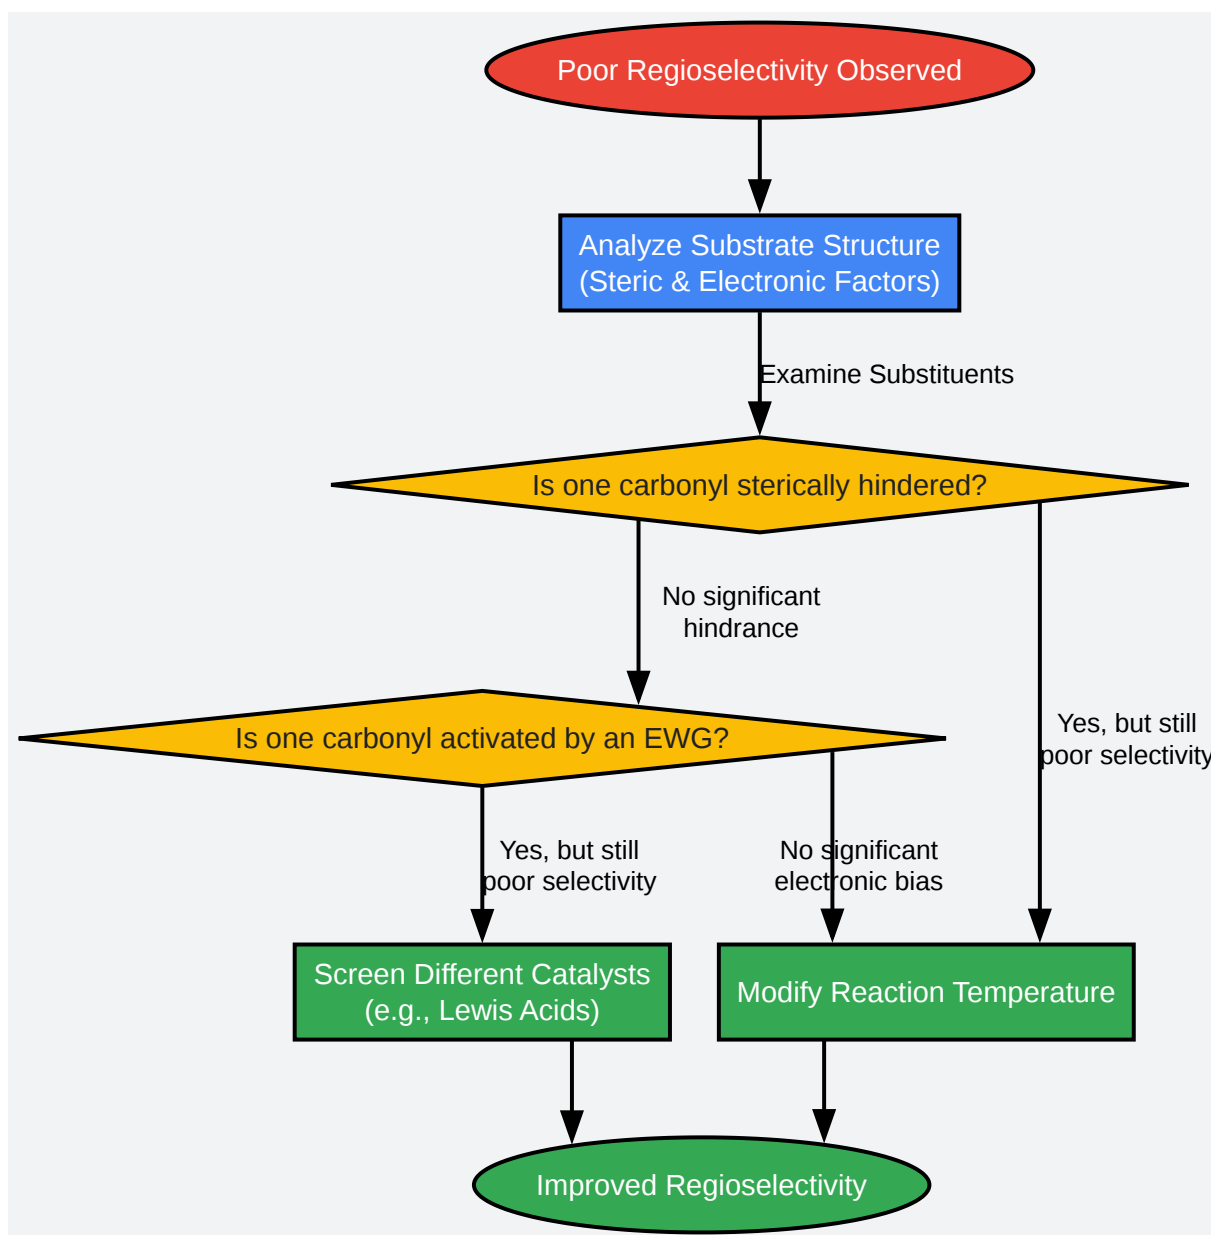 Poor Regioselectivity Observed
Analyze Substrate Structure
(Steric & Electronic Factors)
Examine Substituents
Is one carbonyl sterically hindered?
No significant
hindrance
Is one carbonyl activated by an EWG?
Yes, but still
poor selectivity
Yes, but still
poor selectivity
No significant
electronic bias
Screen Different Catalysts
(e.g., Lewis Acids)
Modify Reaction Temperature
Improved Regioselectivity